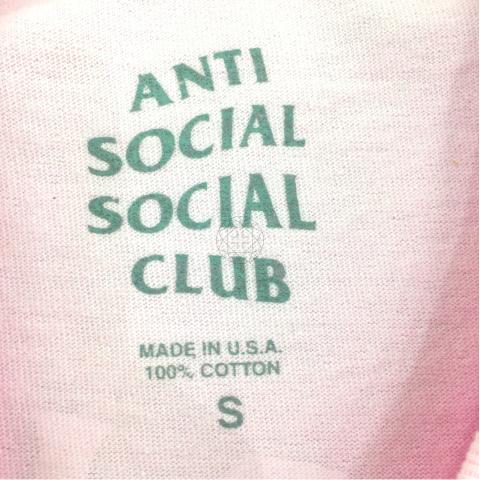 ANTI
SOCIAL
SOCIAL
CLUB
MADE IN U.S.A.
100% COTTON
S